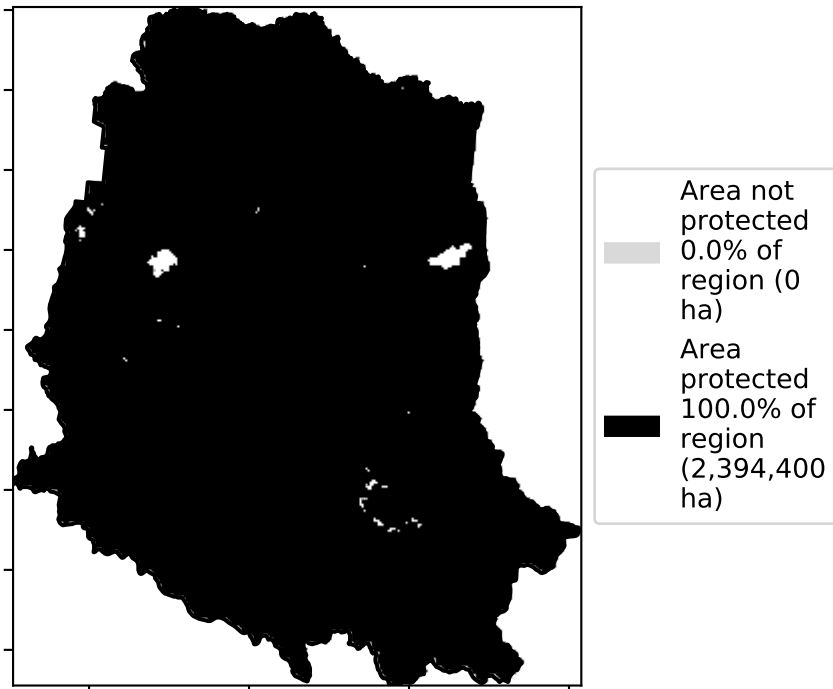 Area not
protected
0.0% of
region (0
ha)
Area
protected
100.0% of
region
(2,394,400
ha)